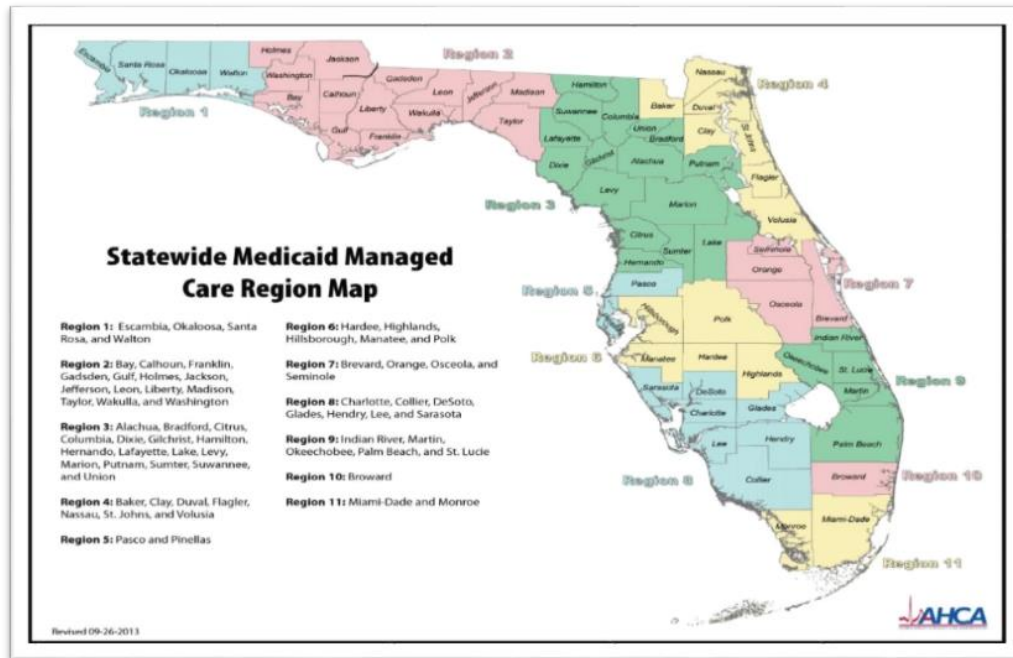 Region 2
Region 4
Region 1
Region 3
Region 5
Region 7
Region 6
Region 9
Region 8
Region 10
Region 11
Escambia
Santa Rosa
Okaloosa
Walton
Holmes
Jackson
Washington
Bay
Calhoun
Gulf
Liberty
Franklin
Gadsden
Leon
Wakulla
Jefferson
Madison
Taylor
Hamilton
Suwannee
Columbia
Lafayette
Union
Bradford
Dixie
Gilchrist
Alachua
Putnam
Levy
Marion
Citrus
Sumter
Lake
Hernando
Nassau
Baker
Duval
Clay
St. Johns
Flagler
Volusia
Pasco
Seminole
Orange
Osceola
Brevard
Hillsborough
Polk
Manatee
Hardee
Highlands
Indian River
Okeechobee
St. Lucie
Martin
Palm Beach
Sarasota
DeSoto
Charlotte
Glades
Lee
Hendry
Collier
Broward
Monroe
Miami-Dade
Statewide Medicaid Managed
Care Region Map
Region 1: Escambia, Okaloosa, Santa
Rosa, and Walton
Region 2: Bay, Calhoun, Franklin,
Gadsden, Gulf, Holmes, Jackson,
Jefferson, Leon, Liberty, Madison,
Taylor, Wakulla, and Washington
Region 3: Alachua, Bradford, Citrus,
Columbia, Dixie, Gilchrist, Hamilton,
Hernando, Lafayette, Lake, Levy,
Marion, Putnam, Sumter, Suwannee,
and Union
Region 4: Baker, Clay, Duval, Flagler,
Nassau, St. Johns, and Volusia
Region 5: Pasco and Pinellas
Region 6: Hardee, Highlands,
Hillsborough, Manatee, and Polk
Region 7: Brevard, Orange, Osceola, and
Seminole
Region 8: Charlotte, Collier, DeSoto,
Glades, Hendry, Lee, and Sarasota
Region 9: Indian River, Martin,
Okeechobee, Palm Beach, and St. Lucie
Region 10: Broward
Region 11: Miami-Dade and Monroe
Revised 09-26-2013
AHCA